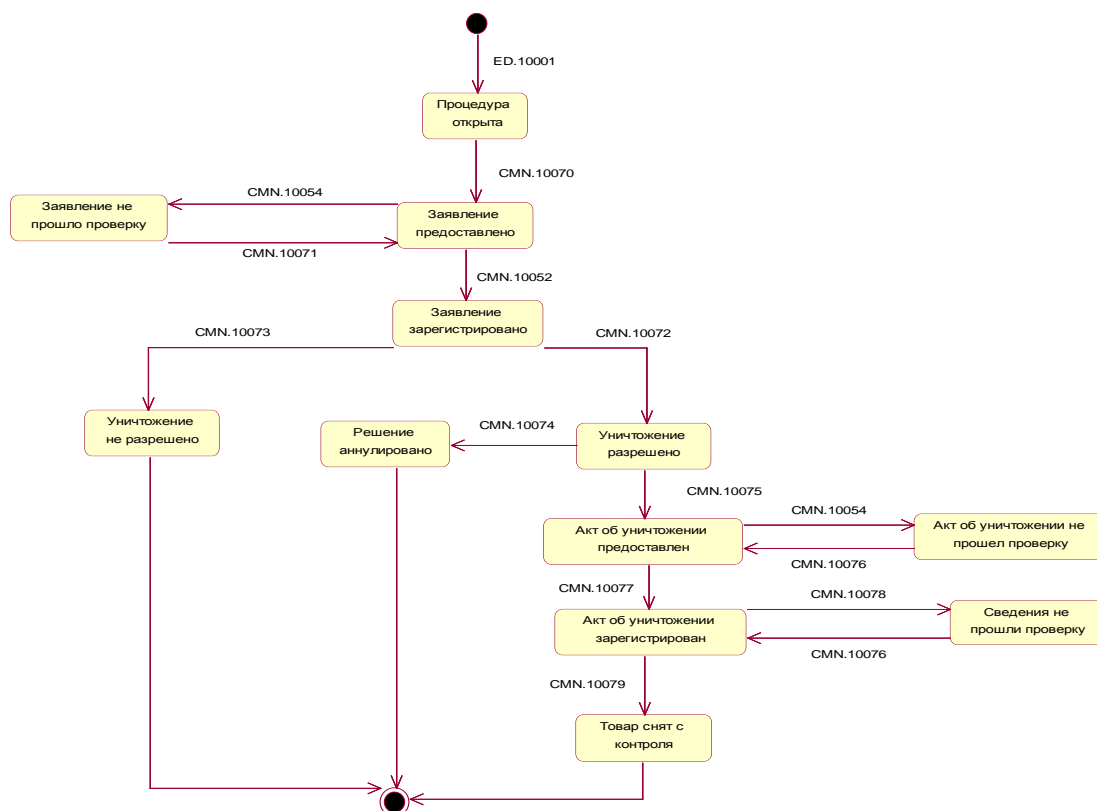 ED.10001
Процедура
открыта
CMN.10070
CMN.10054
Заявление не
прошло проверку
Заявление
предоставлено
CMN.10071
CMN.10052
Заявление
зарегистрировано
CMN.10073
CMN.10072
Уничтожение
не разрешено
Решение
аннулировано
CMN.10074
Уничтожение
разрешено
CMN.10075
CMN.10054
Акт об уничтожении
предоставлен
Акт об уничтожении не
прошел проверку
CMN.10076
CMN.10077
CMN.10078
Акт об уничтожении
зарегистрирован
Сведения не
прошли проверку
CMN.10076
CMN.10079
Товар снят с
контроля